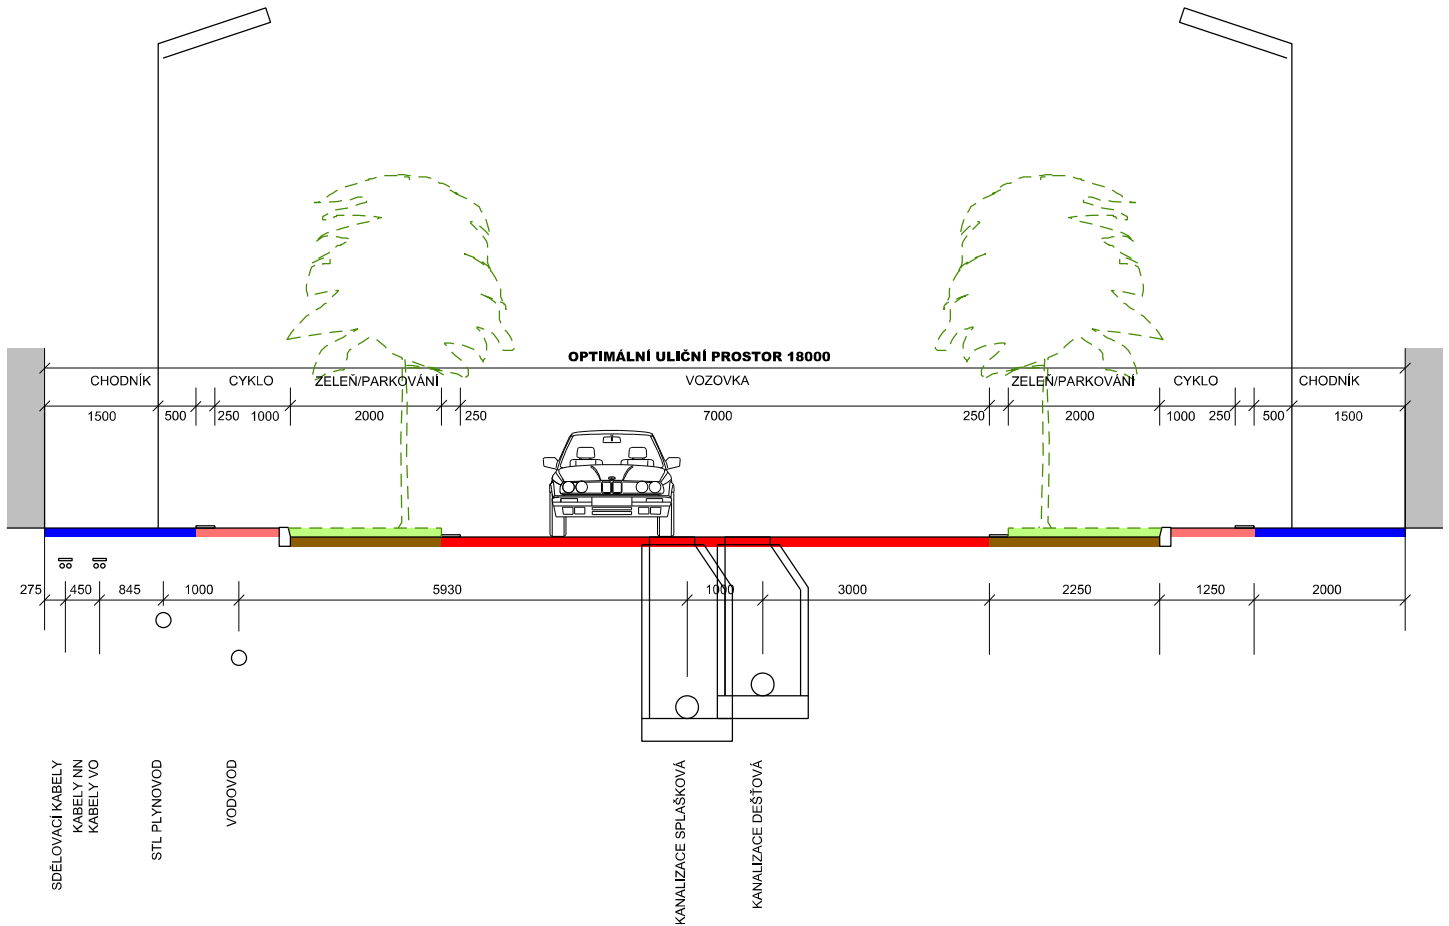 OPTIMÁLNÍ ULIČNÍ PROSTOR 18000
CHODNÍK CYKLO ZELEŇ/PARKOVÁNÍ VOZOVKA ZELEŇ/PARKOVÁNÍ CYKLO CHODNÍK
1500 500 250 1000 2000 250 7000 250 2000 1000 250 500 1500
275 450 845 1000 5930 1000 3000 2250 1250 2000
SDĚLOVACÍ KABELY
KABELY NN
KABELY VO
STL PLYNOVOD
VODOVOD
KANALIZACE SPLAŠKOVÁ
KANALIZACE DEŠŤOVÁ